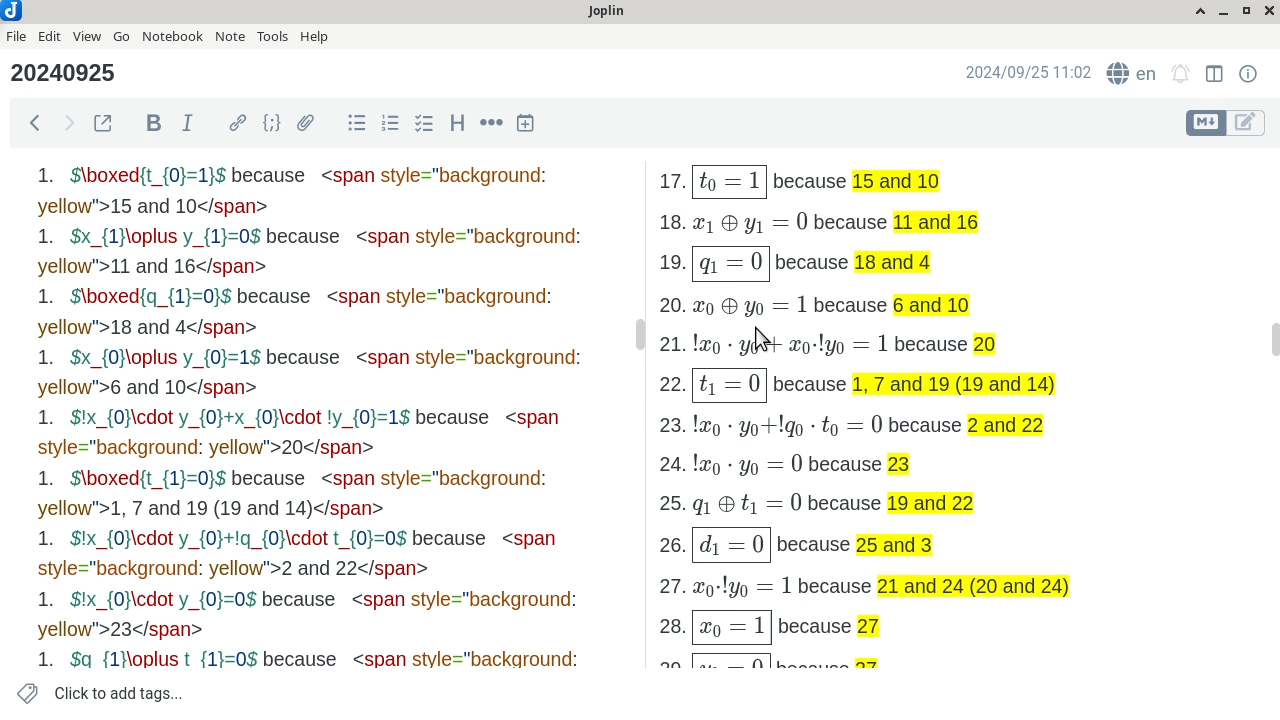 Joplin
File Edit View Go Notebook Note Tools Help
20240925
2024/09/25 11:02 en
B I {;} H M↓
1. $\boxed{t_{0}=1}$ because <span style="background:
yellow">15 and 10</span>
1. $x_{1}\oplus y_{1}=0$ because <span style="background:
yellow">11 and 16</span>
1. $\boxed{q_{1}=0}$ because <span style="background:
yellow">18 and 4</span>
1. $x_{0}\oplus y_{0}=1$ because <span style="background:
yellow">6 and 10</span>
1. $!x_{0}\cdot y_{0}+x_{0}\cdot !y_{0}=1$ because <span
style="background: yellow">20</span>
1. $\boxed{t_{1}=0}$ because <span style="background:
yellow">1, 7 and 19 (19 and 14)</span>
1. $!x_{0}\cdot y_{0}+!q_{0}\cdot t_{0}=0$ because <span
style="background: yellow">2 and 22</span>
1. $!x_{0}\cdot y_{0}=0$ because <span style="background:
yellow">23</span>
1. $q_{1}\oplus t_{1}=0$ because <span style="background:
17. t₀ = 1 because 15 and 10
18. x₁ ⊕ y₁ = 0 because 11 and 16
19. q₁ = 0 because 18 and 4
20. x₀ ⊕ y₀ = 1 because 6 and 10
21. !x₀ · y₀ + x₀·!y₀ = 1 because 20
22. t₁ = 0 because 1, 7 and 19 (19 and 14)
23. !x₀ · y₀+!q₀ · t₀ = 0 because 2 and 22
24. !x₀ · y₀ = 0 because 23
25. q₁ ⊕ t₁ = 0 because 19 and 22
26. d₁ = 0 because 25 and 3
27. x₀·!y₀ = 1 because 21 and 24 (20 and 24)
28. x₀ = 1 because 27
29. y₀ = 0 because 27
Click to add tags...